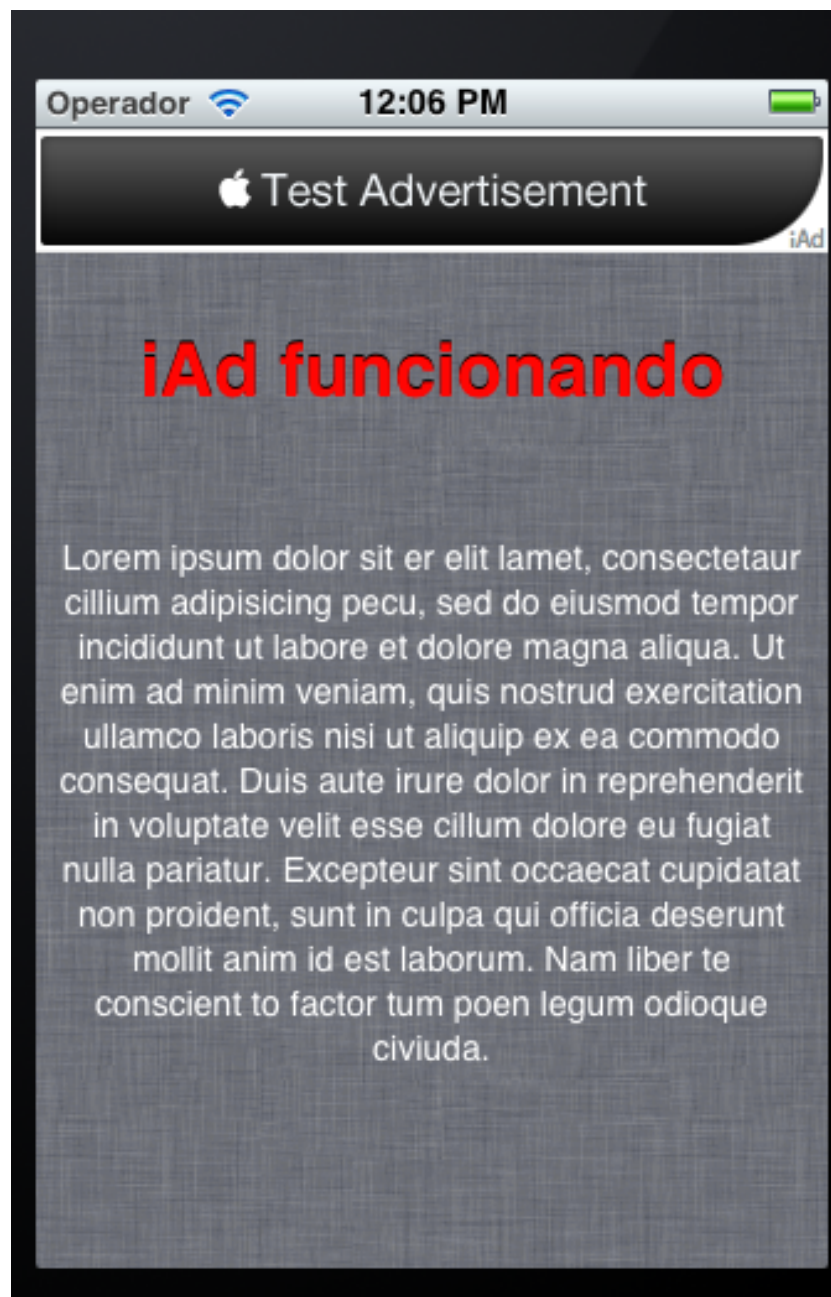 Operador 12:06 PM
Test Advertisement
iAd
iAd funcionando
Lorem ipsum dolor sit er elit lamet, consectetaur
cillium adipisicing pecu, sed do eiusmod tempor
incididunt ut labore et dolore magna aliqua. Ut
enim ad minim veniam, quis nostrud exercitation
ullamco laboris nisi ut aliquip ex ea commodo
consequat. Duis aute irure dolor in reprehenderit
in voluptate velit esse cillum dolore eu fugiat
nulla pariatur. Excepteur sint occaecat cupidatat
non proident, sunt in culpa qui officia deserunt
mollit anim id est laborum. Nam liber te
conscient to factor tum poen legum odioque
civiuda.